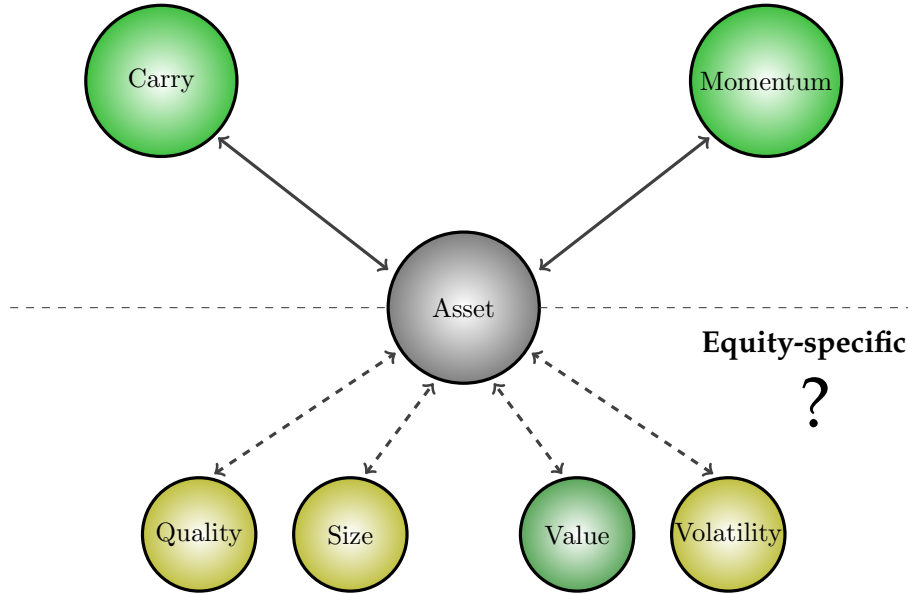 Carry
Momentum
Asset
Equity-specific
?
Quality
Size
Value
Volatility